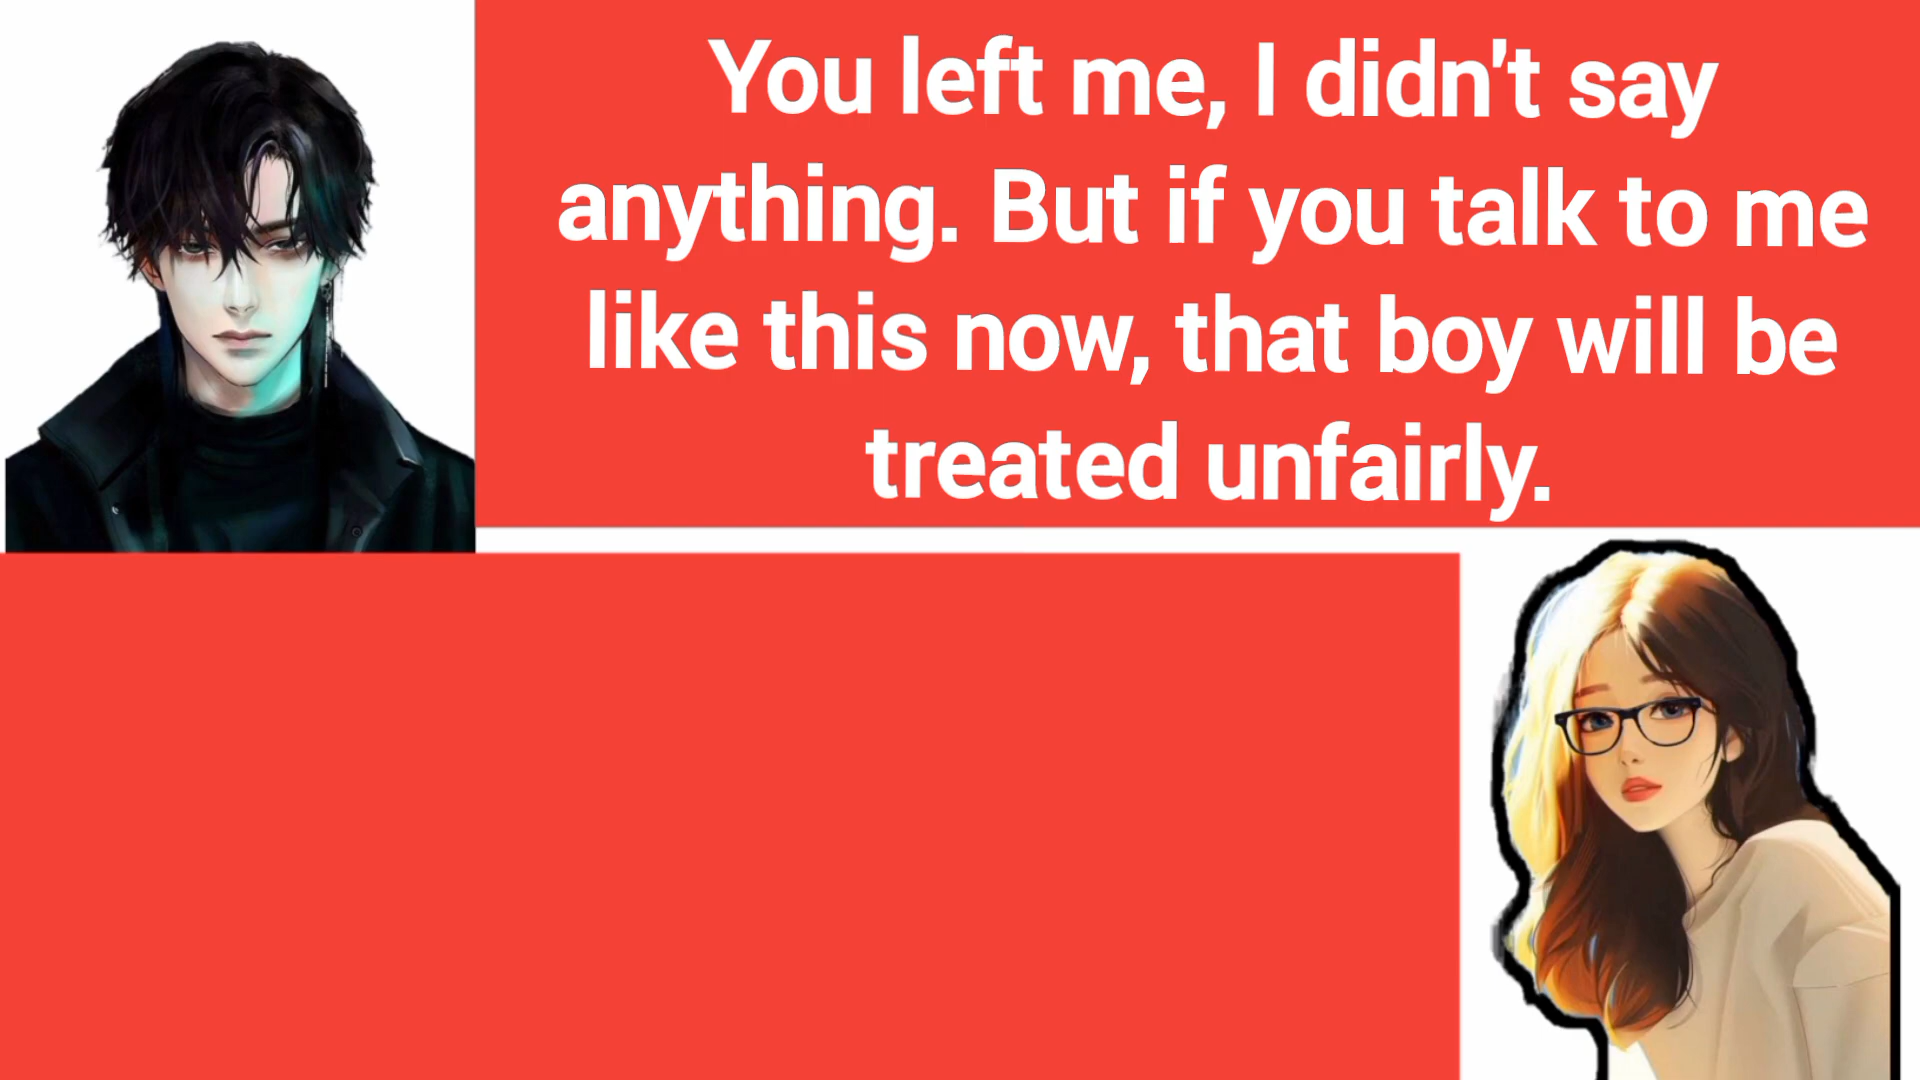 You left me, I didn't say
anything. But if you talk to me
like this now, that boy will be
treated unfairly.